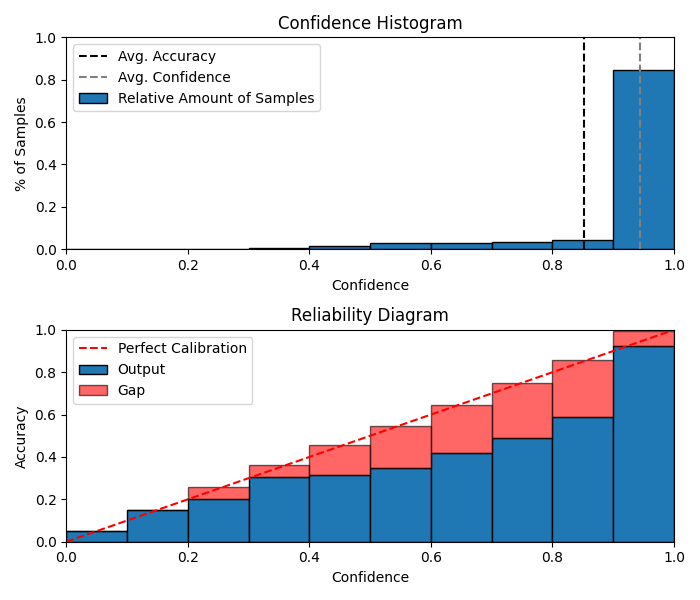 Confidence Histogram
1.0
0.8
0.6
0.4
0.2
0.0
% of Samples
Avg. Accuracy
Avg. Confidence
Relative Amount of Samples
0.0 0.2 0.4 0.6 0.8 1.0
Confidence
Reliability Diagram
1.0
0.8
0.6
0.4
0.2
0.0
Accuracy
Perfect Calibration
Output
Gap
0.0 0.2 0.4 0.6 0.8 1.0
Confidence